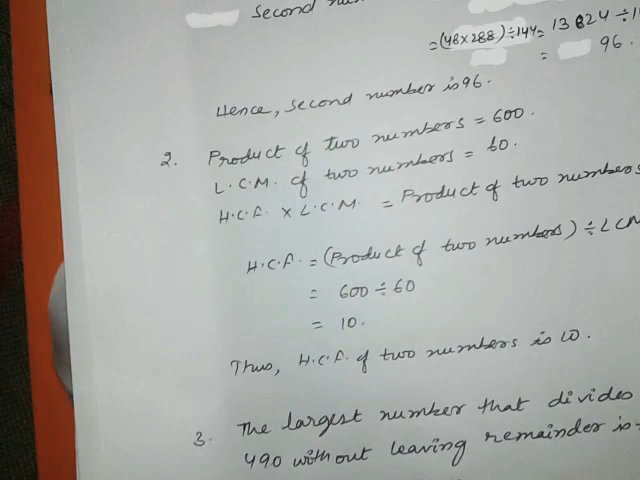 Second
=(48x288)÷144= 13824 ÷
= 96.
Hence, second number is 96.
2. Product of two numbers = 600.
L.C.M. of two numbers = 60.
H.C.F. x L.C.M. = Product of two numbers
H.C.F. = (Product of two numbers) ÷ LCM
= 600 ÷ 60
= 10.
Thus, H.C.F. of two numbers is 10.
3. The largest number that divides
490 without leaving remainder is